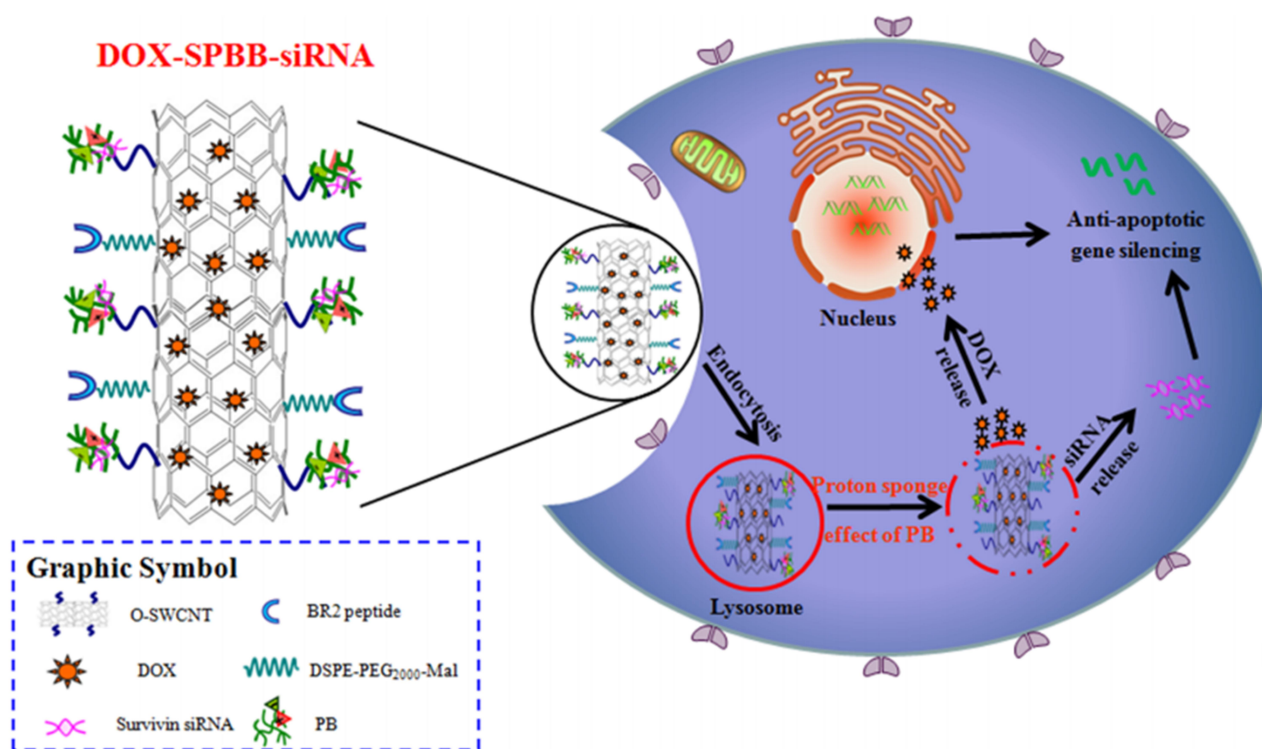 DOX-SPBB-siRNA
Nucleus
Anti-apoptotic
gene silencing
DOX
release
Endocytosis
siRNA
release
Proton sponge
effect of PB
Lysosome
Graphic Symbol
O-SWCNT
BR2 peptide
DOX
DSPE-PEG₂₀₀₀-Mal
Survivin siRNA
PB